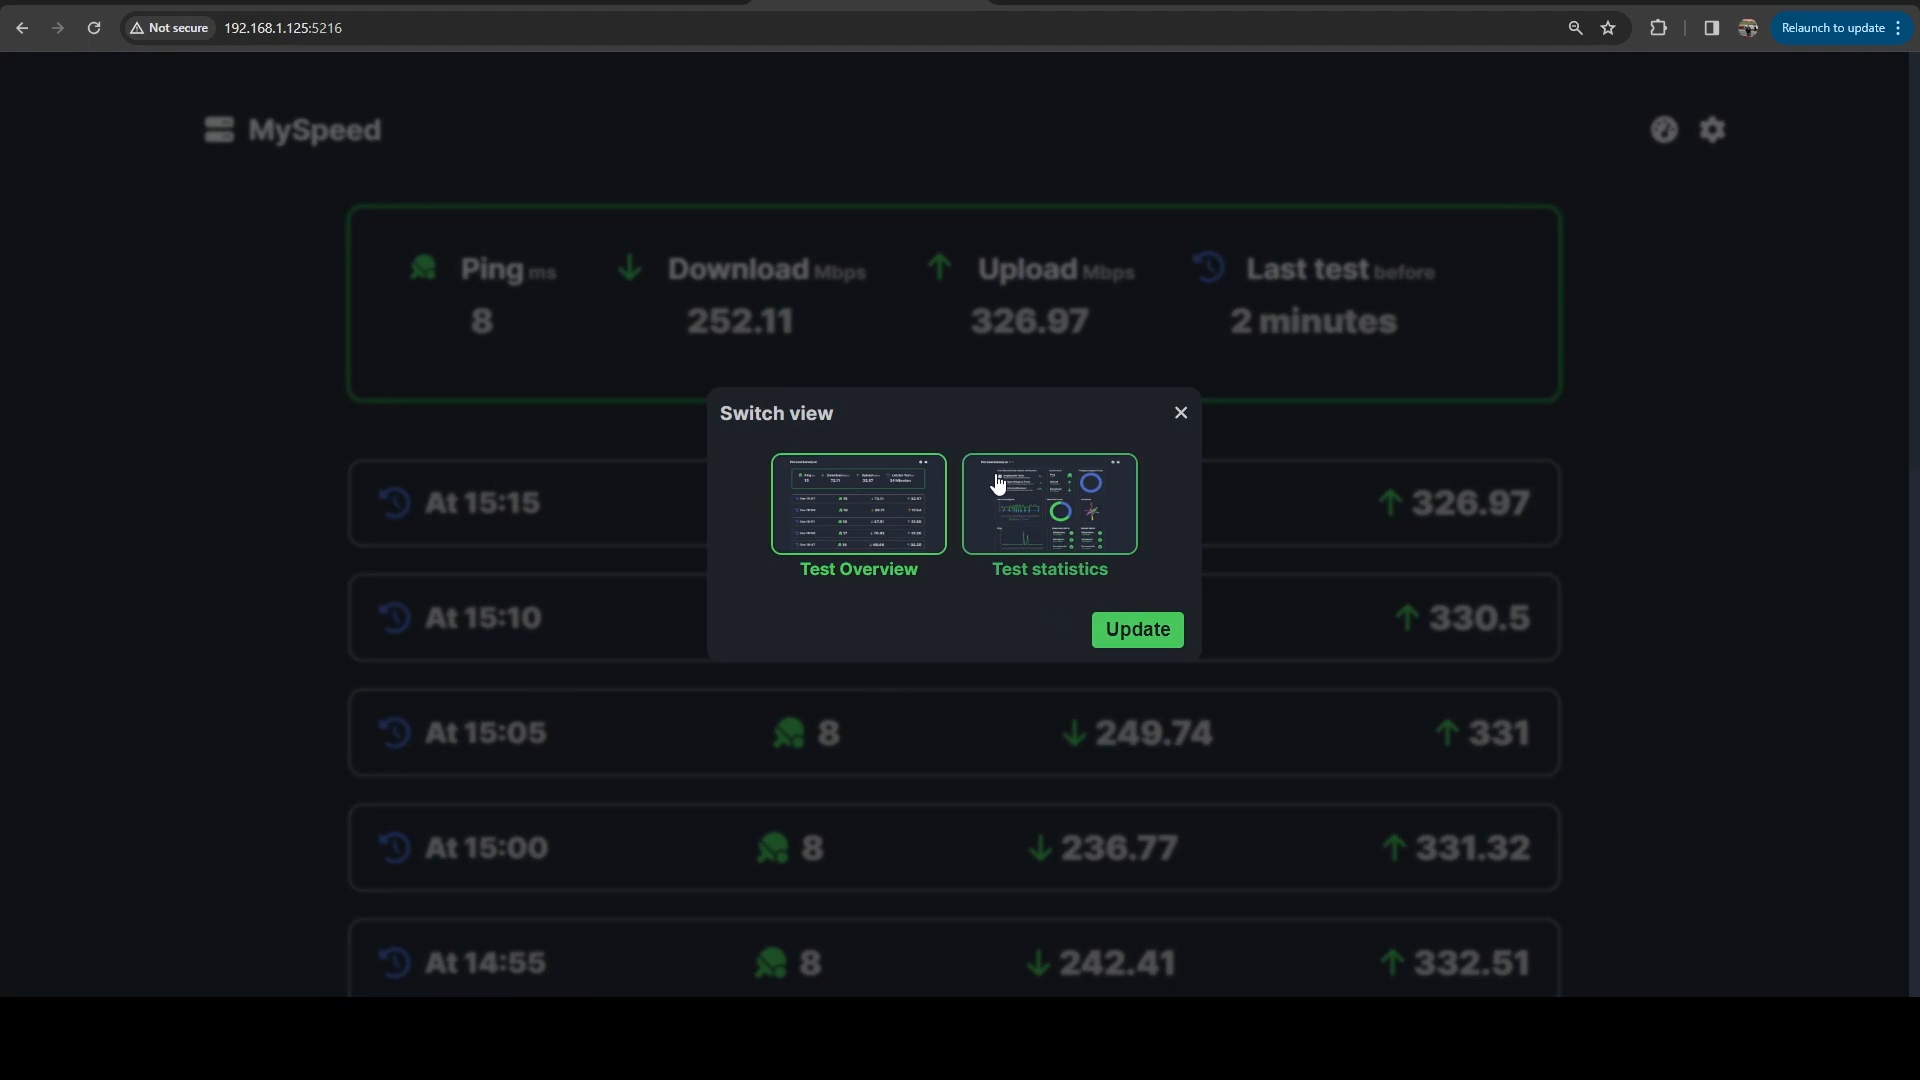 Not secure 192.168.1.125:5216 Relaunch to update
MySpeed
Ping ms Download Mbps Upload Mbps Last test before
8 252.11 326.97 2 minutes
Switch view
Test Overview Test statistics
Update
At 15:15 326.97
At 15:10 330.5
At 15:05 8 249.74 331
At 15:00 8 236.77 331.32
At 14:55 8 242.41 332.51